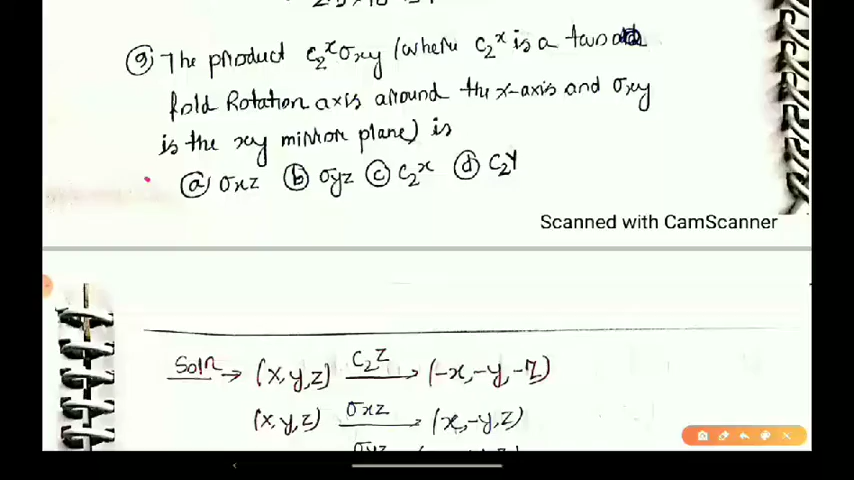 ⑨ The product C₂ˣσxy (where C₂ˣ is a two
fold Rotation axis around the x-axis and σxy
is the xy mirror plane) is
ⓐ σxz ⓑ σyz ⓒ C₂ˣ ⓓ C₂Y
Scanned with CamScanner
Solⁿ → (x,y,z) C₂Z → (-x,-y,-z)
(x,y,z) σxz → (x,-y,z)